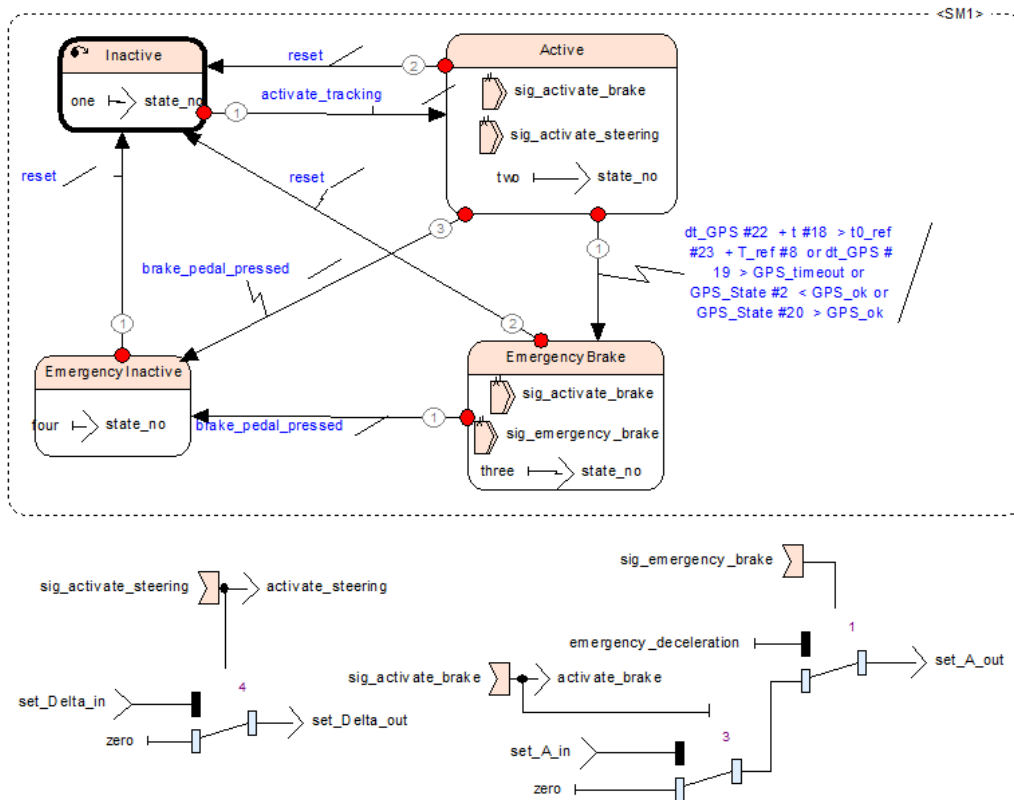 <SM1>
Inactive
one
state_no
reset
2
1
activate_tracking
Active
sig_activate_brake
sig_activate_steering
two
state_no
reset
reset
3
1
dt_GPS #22 + t #18 > t0_ref
#23 + T_ref #8 or dt_GPS #
19 > GPS_timeout or
GPS_State #2 < GPS_ok or
GPS_State #20 > GPS_ok
brake_pedal_pressed
1
2
Emergency Inactive
four
state_no
brake_pedal_pressed
1
Emergency Brake
sig_activate_brake
sig_emergency_brake
three
state_no
sig_activate_steering
activate_steering
set_Delta_in
4
set_Delta_out
zero
sig_emergency_brake
emergency_deceleration
1
set_A_out
sig_activate_brake
activate_brake
set_A_in
3
zero